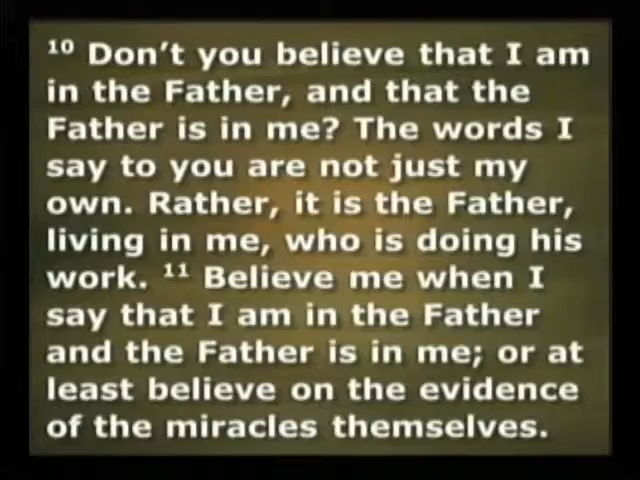 ¹⁰ Don't you believe that I am
in the Father, and that the
Father is in me? The words I
say to you are not just my
own. Rather, it is the Father,
living in me, who is doing his
work. ¹¹ Believe me when I
say that I am in the Father
and the Father is in me; or at
least believe on the evidence
of the miracles themselves.